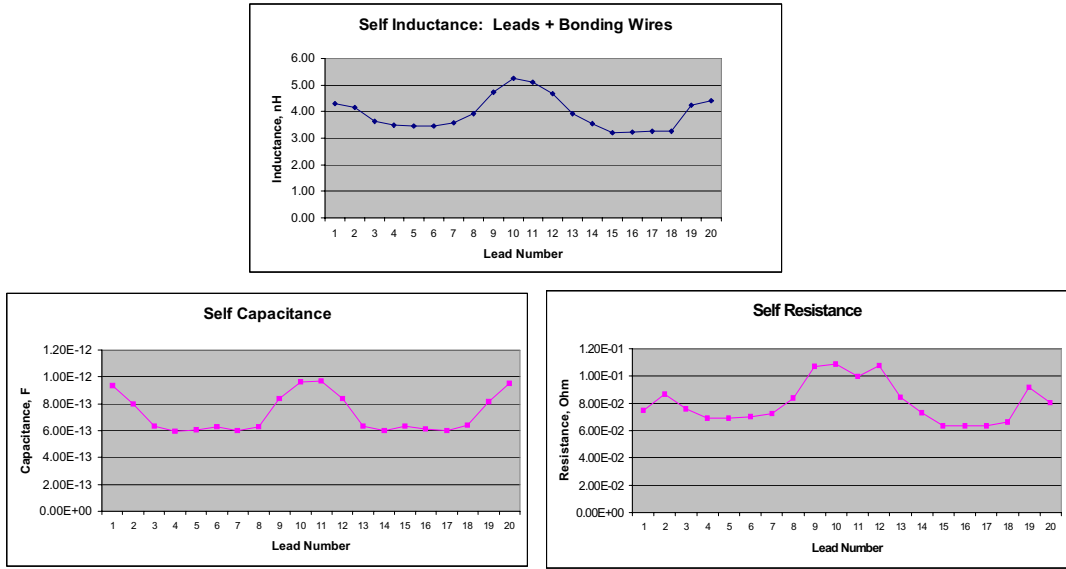 Self Inductance: Leads + Bonding Wires
6.00
5.00
4.00
3.00
2.00
1.00
0.00
Inductance, nH
1 2 3 4 5 6 7 8 9 10 11 12 13 14 15 16 17 18 19 20
Lead Number
Self Capacitance
1.20E-12
1.00E-12
8.00E-13
6.00E-13
4.00E-13
2.00E-13
0.00E+00
Capacitance, F
1 2 3 4 5 6 7 8 9 10 11 12 13 14 15 16 17 18 19 20
Lead Number
Self Resistance
1.20E-01
1.00E-01
8.00E-02
6.00E-02
4.00E-02
2.00E-02
0.00E+00
Resistance, Ohm
1 2 3 4 5 6 7 8 9 10 11 12 13 14 15 16 17 18 19 20
Lead Number